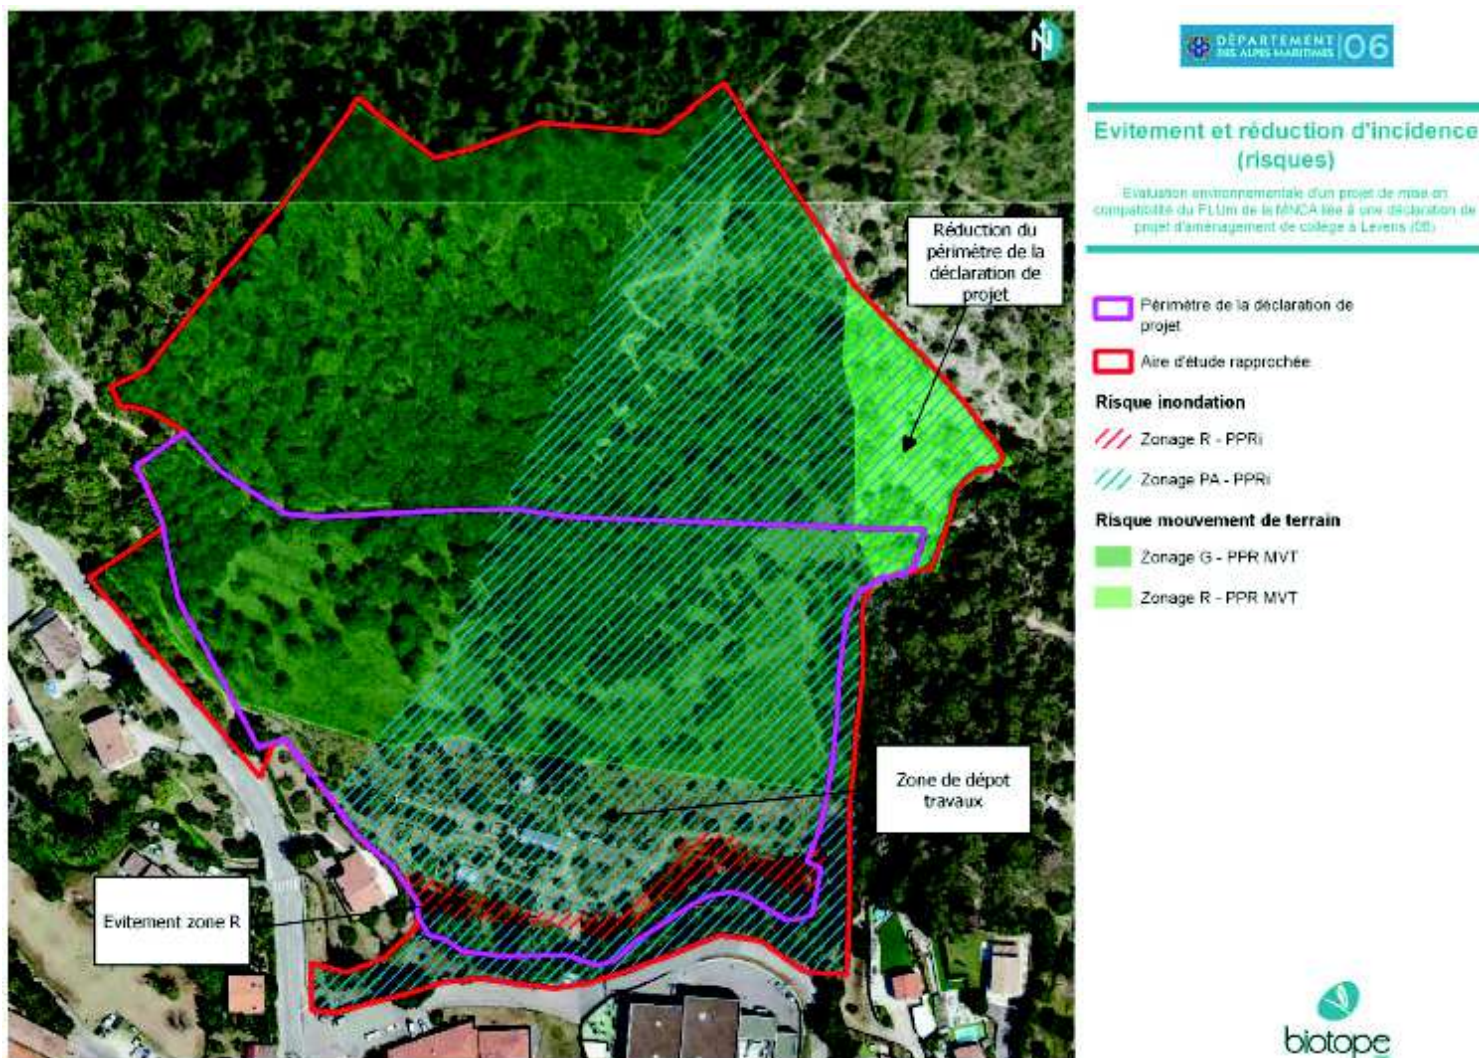 N
DÉPARTEMENT
DES ALPES MARITIMES
06
Evitement et réduction d'incidence
(risques)
Evaluation environnementale d'un projet de mise en
compatibilité du PLUm de la MNCA liée à une déclaration de
projet d'aménagement de collège à Levens (06)
Périmètre de la déclaration de
projet
Aire d'étude rapprochée
Risque inondation
Zonage R - PPRi
Zonage PA - PPRi
Risque mouvement de terrain
Zonage G - PPR MVT
Zonage R - PPR MVT
Réduction du
périmètre de la
déclaration de
projet
Zone de dépot
travaux
Evitement zone R
biotope